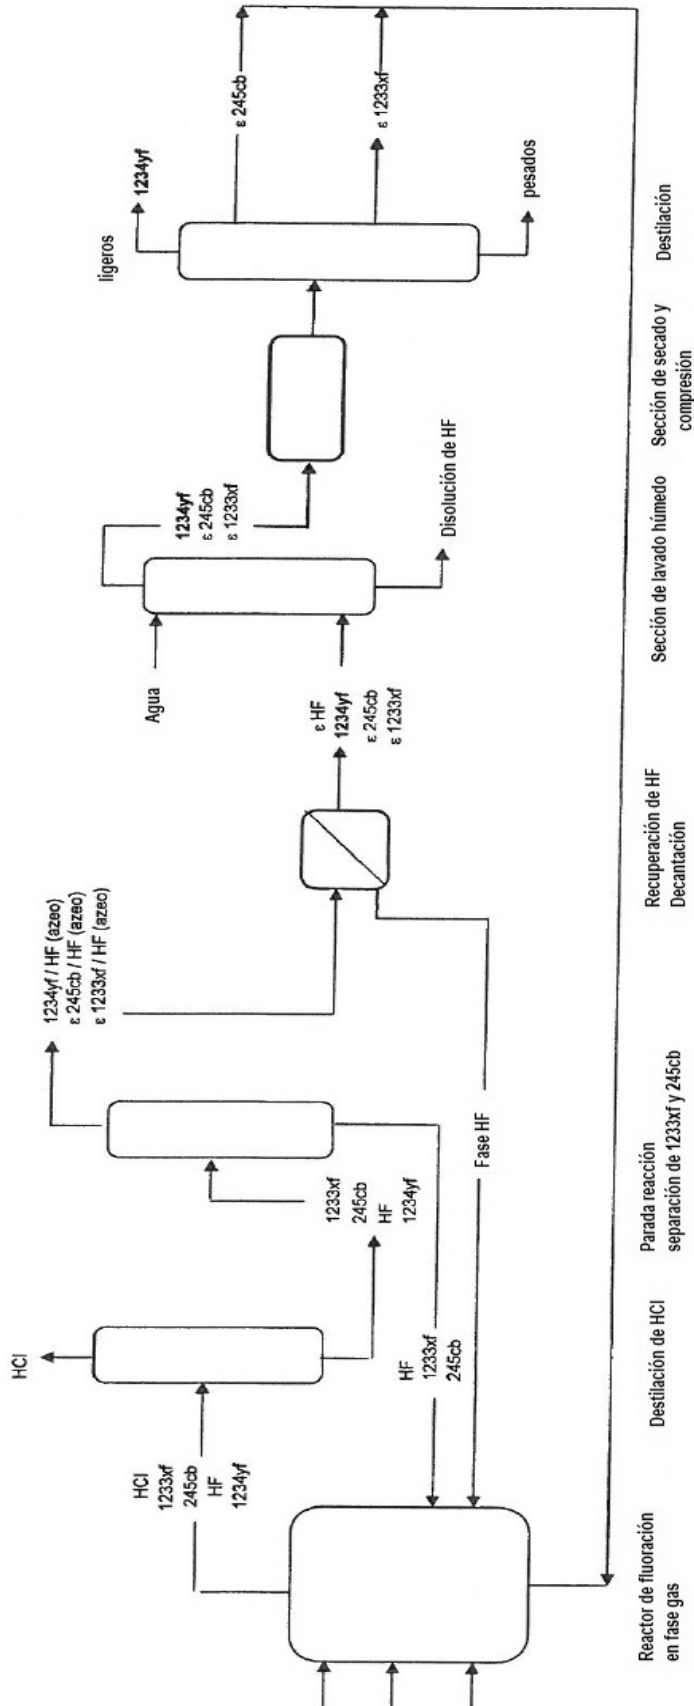 HCl
HCl
1233xf
245cb
HF
1234yf
1233xf
245cb
HF
1234yf
HF
1233xf
245cb
1234yf / HF (azeo)
ε 245cb / HF (azeo)
ε 1233xf / HF (azeo)
Fase HF
ε HF
1234yf
ε 245cb
ε 1233xf
Agua
1234yf
ε 245cb
ε 1233xf
Disolución de HF
ligeros
1234yf
ε 245cb
ε 1233xf
pesados
Reactor de fluoración
en fase gas
Destilación de HCl
Parada reacción
separación de 1233xf y 245cb
Recuperación de HF
Decantación
Sección de lavado húmedo
Sección de secado y
compresión
Destilación